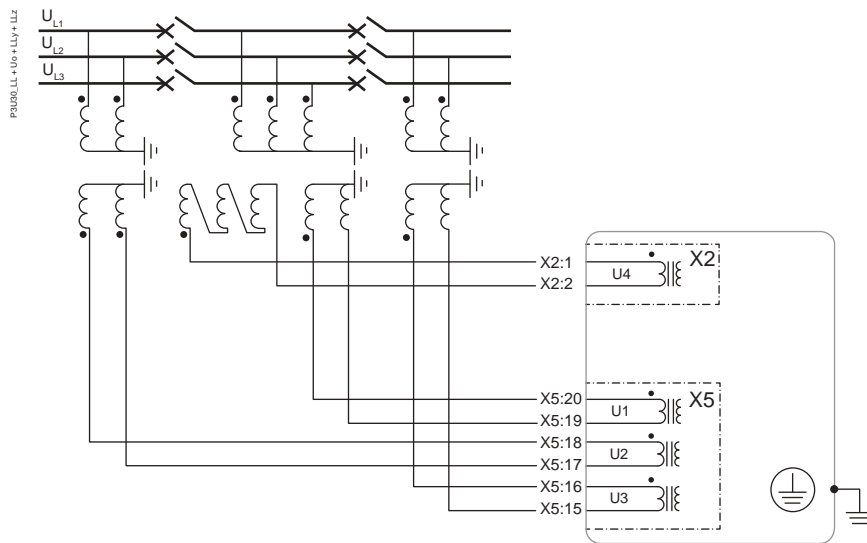 P3U30_LL + Uo + LLy + LLz
UL1
UL2
UL3
X2:1
X2:2
U4
X2
X5:20
X5:19
X5:18
X5:17
X5:16
X5:15
U1
U2
U3
X5